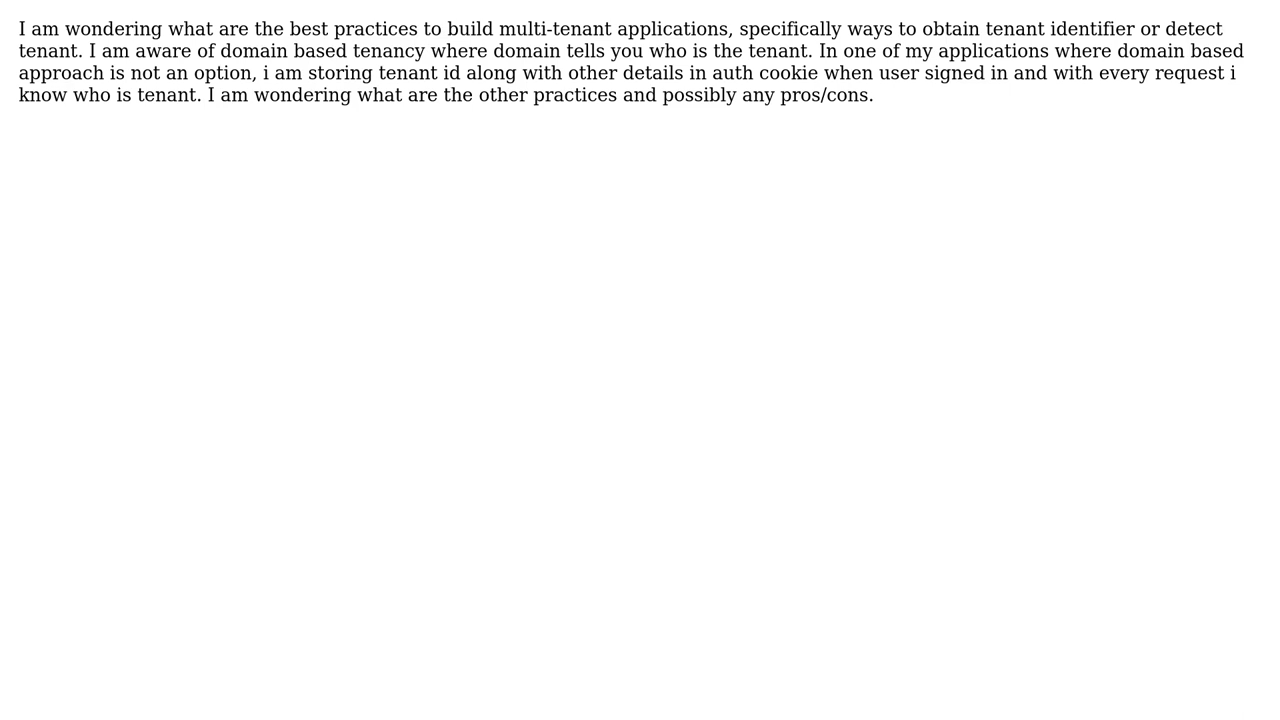 I am wondering what are the best practices to build multi-tenant applications, specifically ways to obtain tenant identifier or detect
tenant. I am aware of domain based tenancy where domain tells you who is the tenant. In one of my applications where domain based
approach is not an option, i am storing tenant id along with other details in auth cookie when user signed in and with every request i
know who is tenant. I am wondering what are the other practices and possibly any pros/cons.